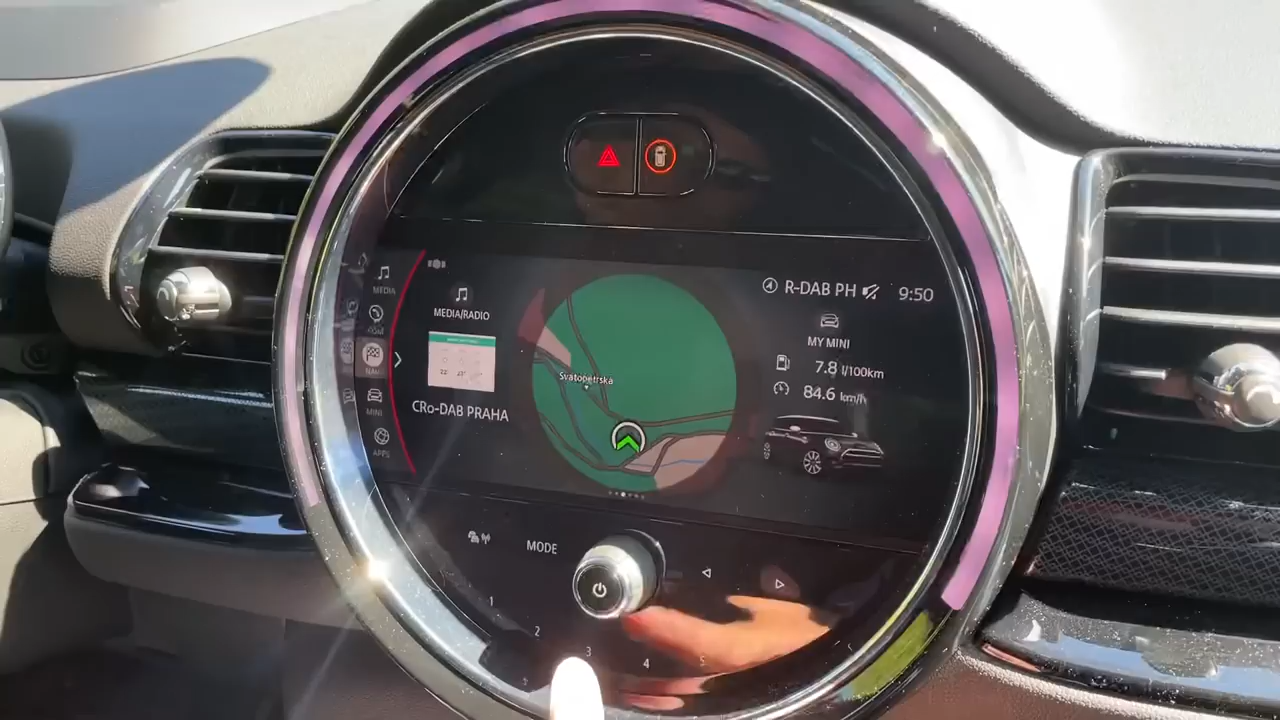 R-DAB PH 9:50
MEDIA
MEDIA/RADIO
MY MINI
Svatopetrská
7.8 l/100km
84.6 km/h
MINI
CRo-DAB PRAHA
APPS
MODE
1
2
3
4
5